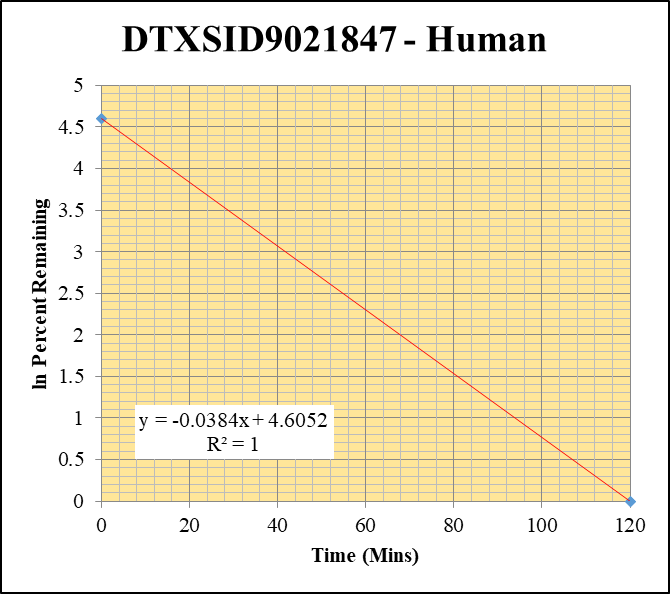 DTXSID9021847 - Human
5
4.5
4
3.5
3
2.5
2
1.5
1
0.5
0
ln Percent Remaining
y = -0.0384x + 4.6052
R² = 1
0 20 40 60 80 100 120
Time (Mins)